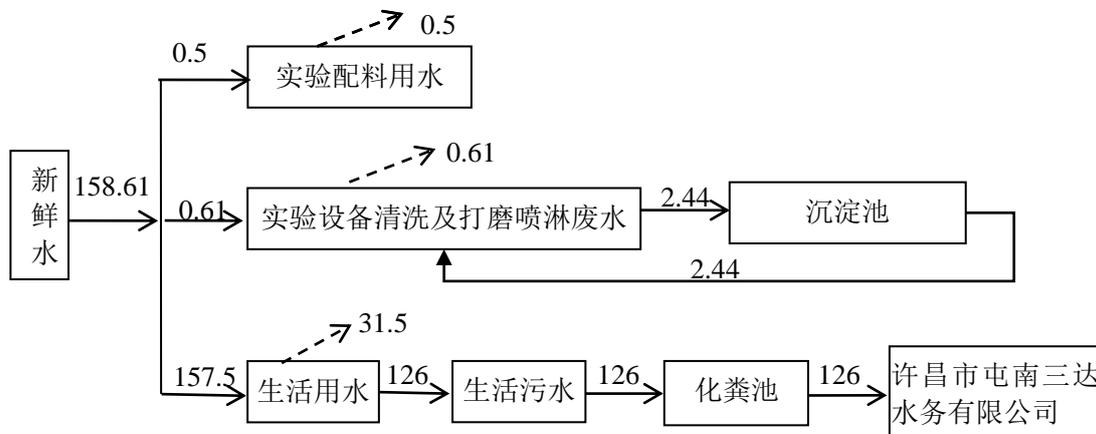 0.5
0.5
实验配料用水
新鲜水
158.61
0.61
0.61
实验设备清洗及打磨喷淋废水
2.44
沉淀池
2.44
31.5
157.5
生活用水
126
生活污水
126
化粪池
126
许昌市屯南三达
水务有限公司